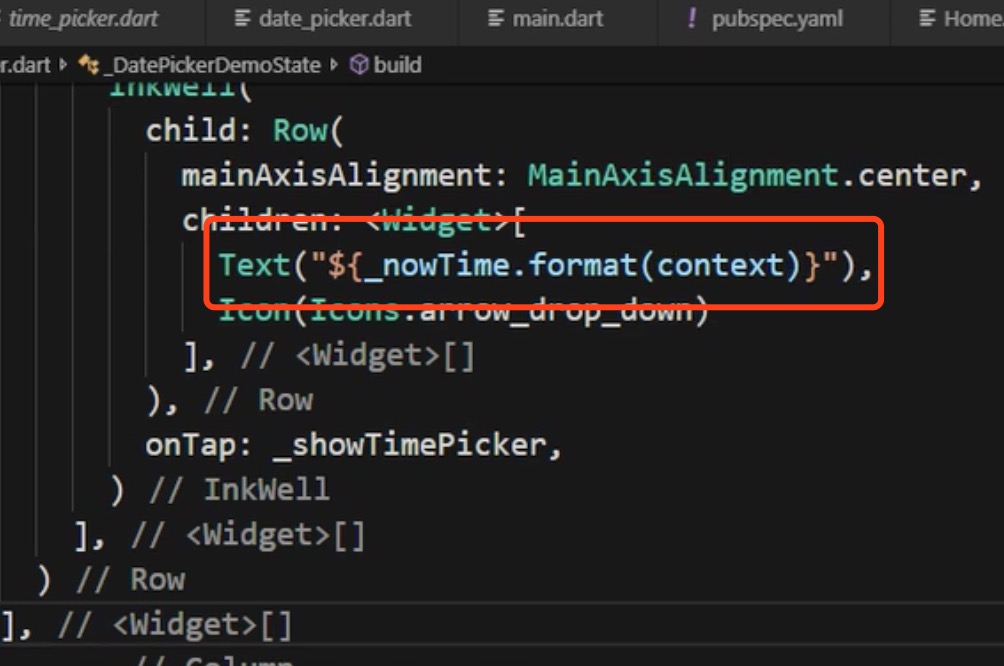 time_picker.dart date_picker.dart main.dart ! pubspec.yaml Home.
r.dart _DatePickerDemoState build
InkWell(
child: Row(
mainAxisAlignment: MainAxisAlignment.center,
children: <Widget>[
Text("${_nowTime.format(context)}"),
Icon(Icons.arrow_drop_down)
], // <Widget>[]
), // Row
onTap: _showTimePicker,
) // InkWell
], // <Widget>[]
) // Row
], // <Widget>[]
// Column